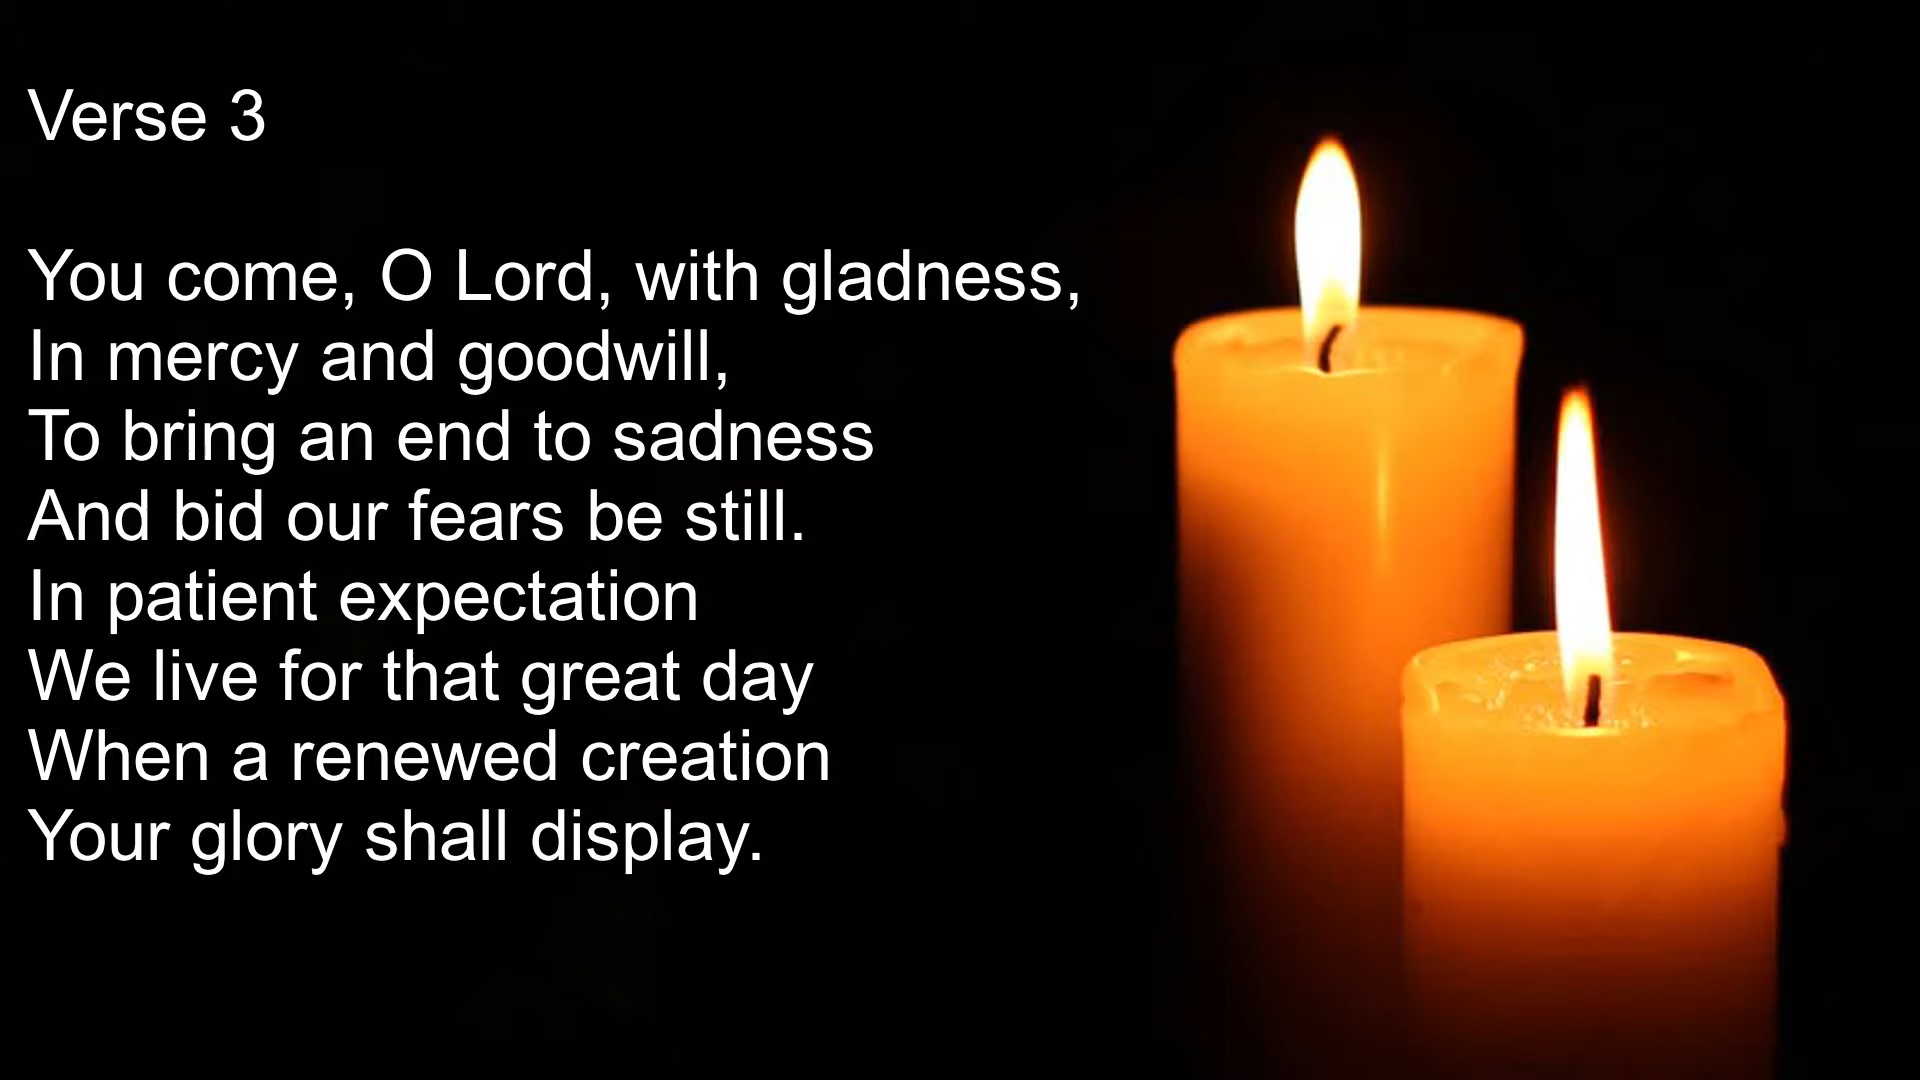 Verse 3
You come, O Lord, with gladness,
In mercy and goodwill,
To bring an end to sadness
And bid our fears be still.
In patient expectation
We live for that great day
When a renewed creation
Your glory shall display.